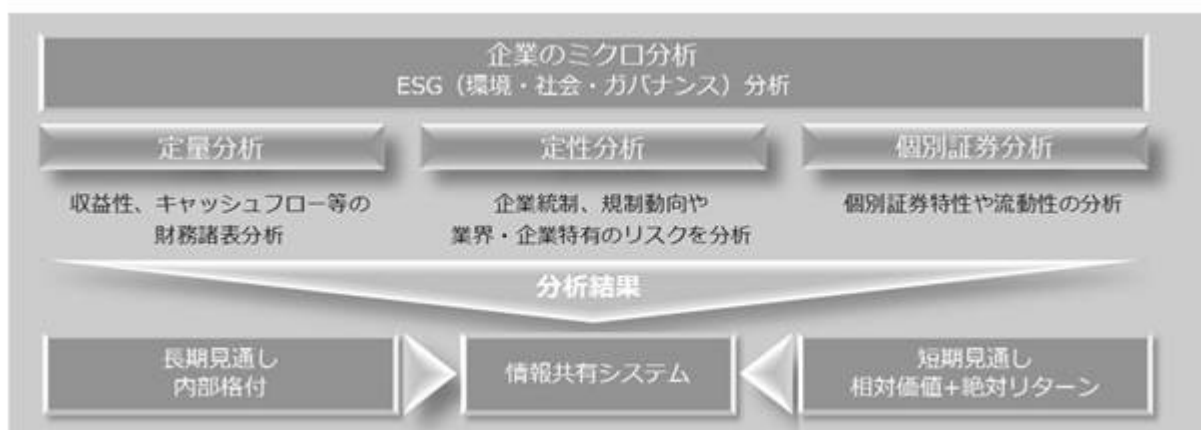 企業のミクロ分析
ESG（環境・社会・ガバナンス）分析
定量分析
収益性、キャッシュフロー等の
財務諸表分析
定性分析
企業統制、規制動向や
業界・企業特有のリスクを分析
個別証券分析
個別証券特性や流動性の分析
分析結果
長期見通し
内部格付
情報共有システム
短期見通し
相対価値+絶対リターン